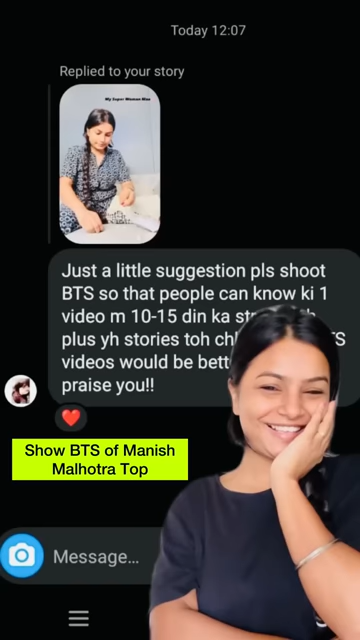 Today 12:07
Replied to your story
My Super Woman Maa
Just a little suggestion pls shoot
BTS so that people can know ki 1
video m 10-15 din ka
plus yh stories toh
videos would be
praise you!!
Show BTS of Manish
Malhotra Top
Message...